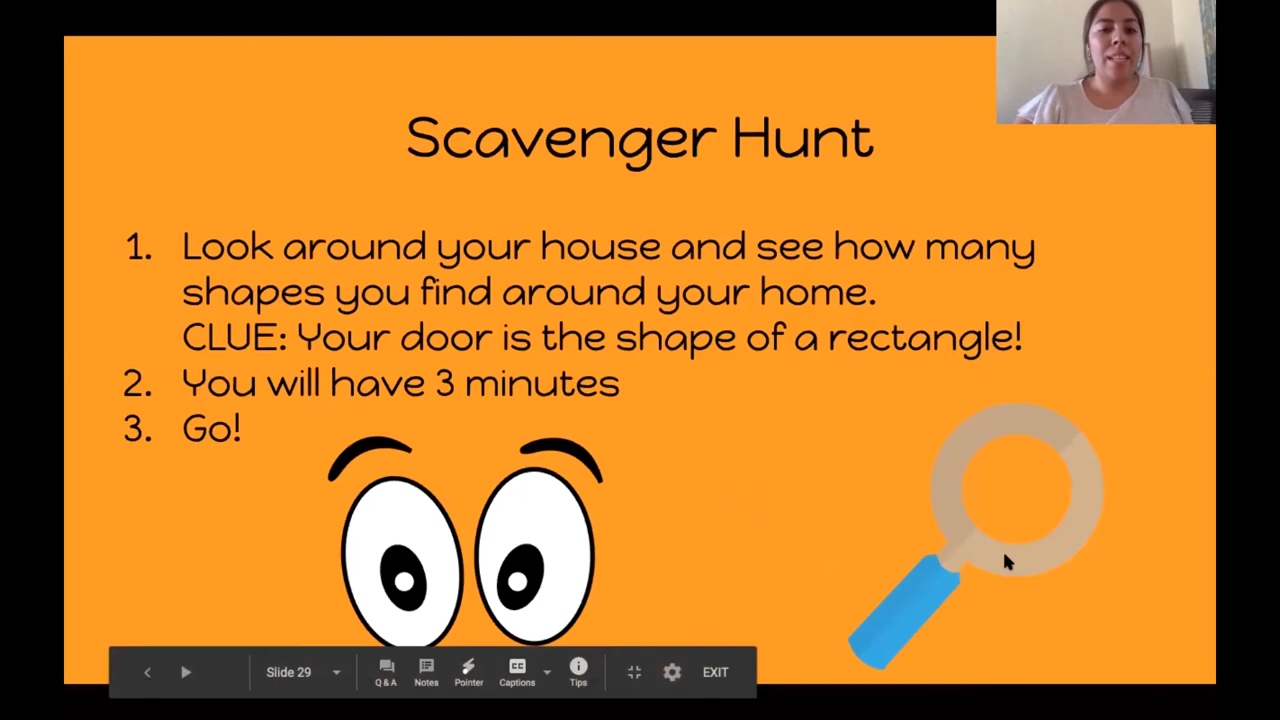 Scavenger Hunt
1. Look around your house and see how many
shapes you find around your home.
CLUE: Your door is the shape of a rectangle!
2. You will have 3 minutes
3. Go!
Slide 29
Q & A
Notes
Pointer
CC
Captions
Tips
EXIT